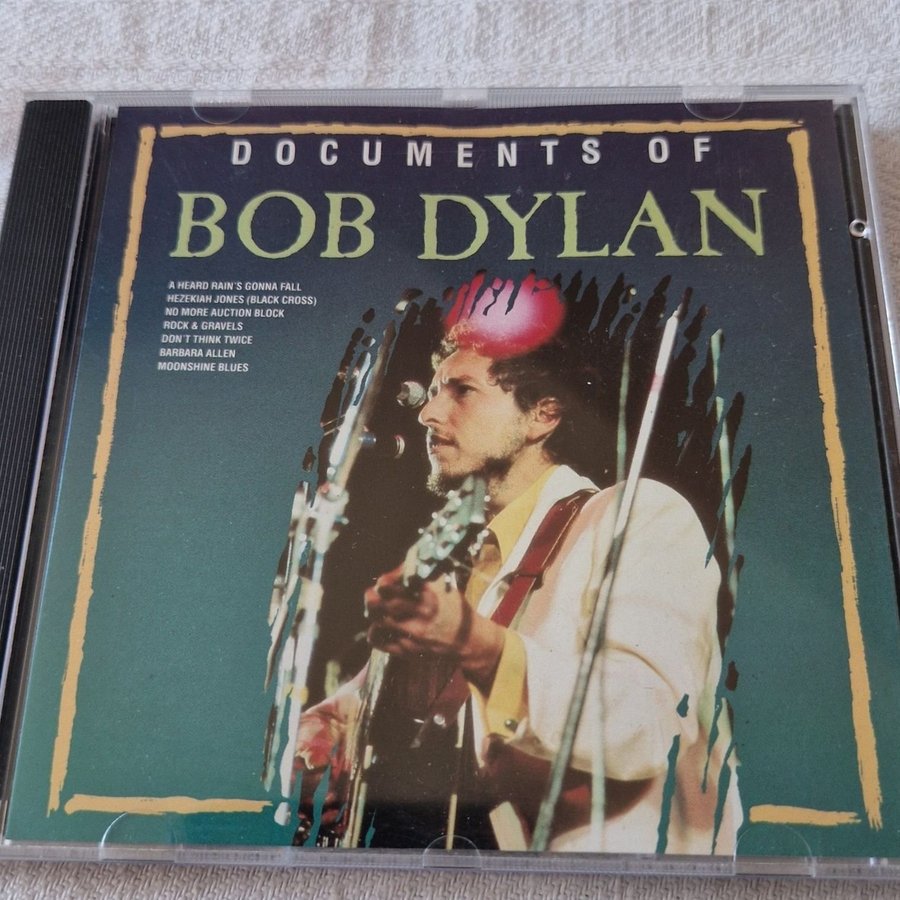 DOCUMENTS OF
BOB DYLAN
A HEARD RAIN'S GONNA FALL
HEZEKIAH JONES (BLACK CROSS)
NO MORE AUCTION BLOCK
ROCK & GRAVELS
DON'T THINK TWICE
BARBARA ALLEN
MOONSHINE BLUES